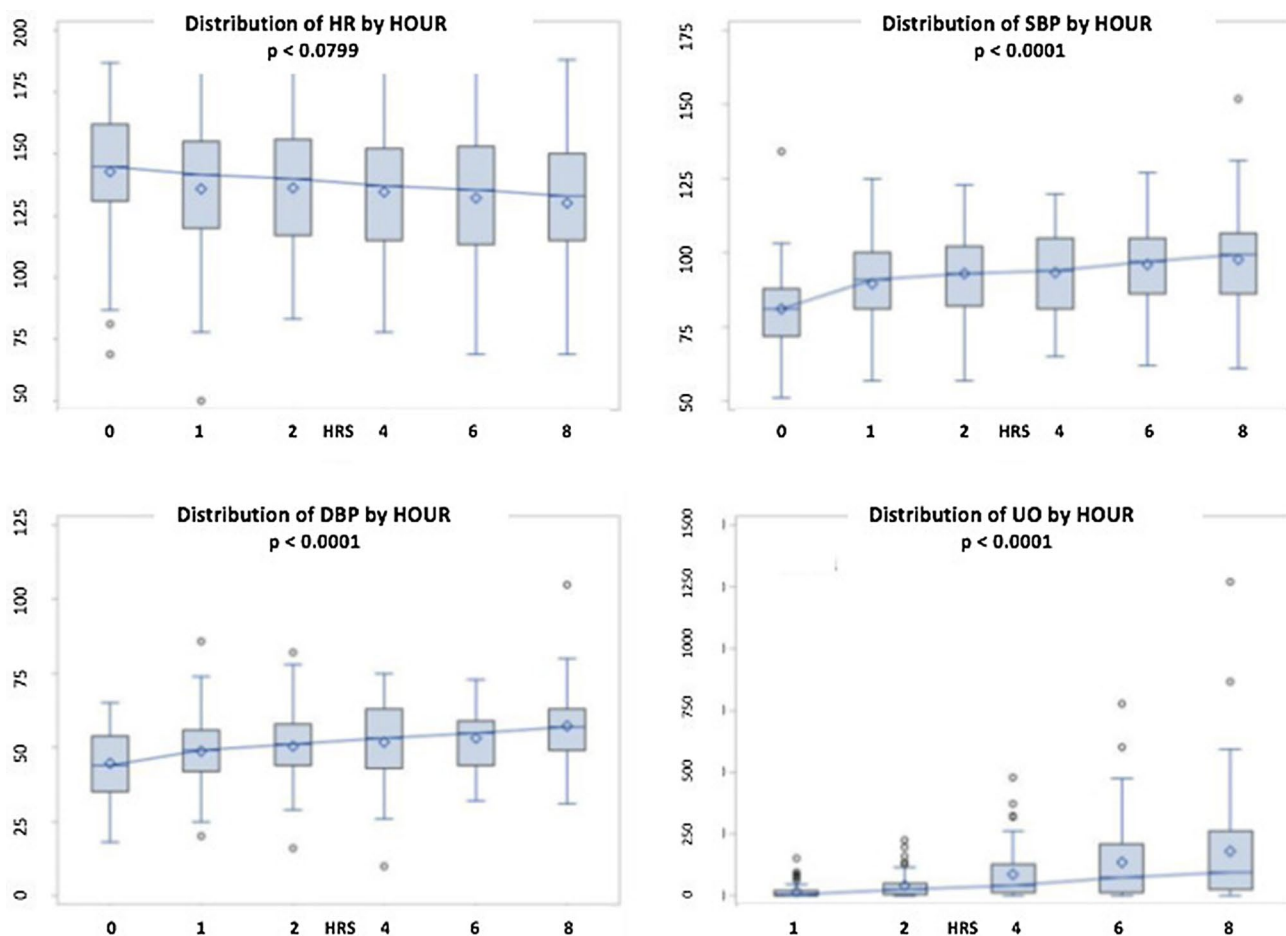 Distribution of HR by HOUR
p < 0.0799
200
175
150
125
100
75
50
0 1 2 HRS 4 6 8
Distribution of SBP by HOUR
p < 0.0001
175
150
125
100
75
50
0 1 2 HRS 4 6 8
Distribution of DBP by HOUR
p < 0.0001
125
100
75
50
25
0
0 1 2 HRS 4 6 8
Distribution of UO by HOUR
p < 0.0001
1500
1250
1000
750
500
250
0
1 2 HRS 4 6 8